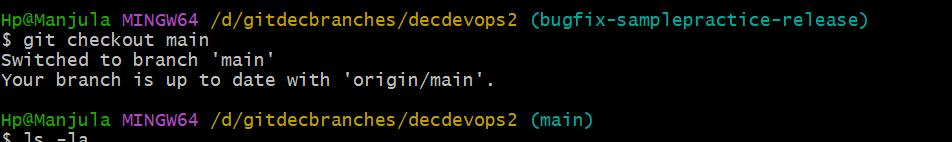 Hp@Manjula MINGW64 /d/gitdecbranches/decdevops2 (bugfix-samplepractice-release)
$ git checkout main
Switched to branch 'main'
Your branch is up to date with 'origin/main'.
Hp@Manjula MINGW64 /d/gitdecbranches/decdevops2 (main)
$ ls -la